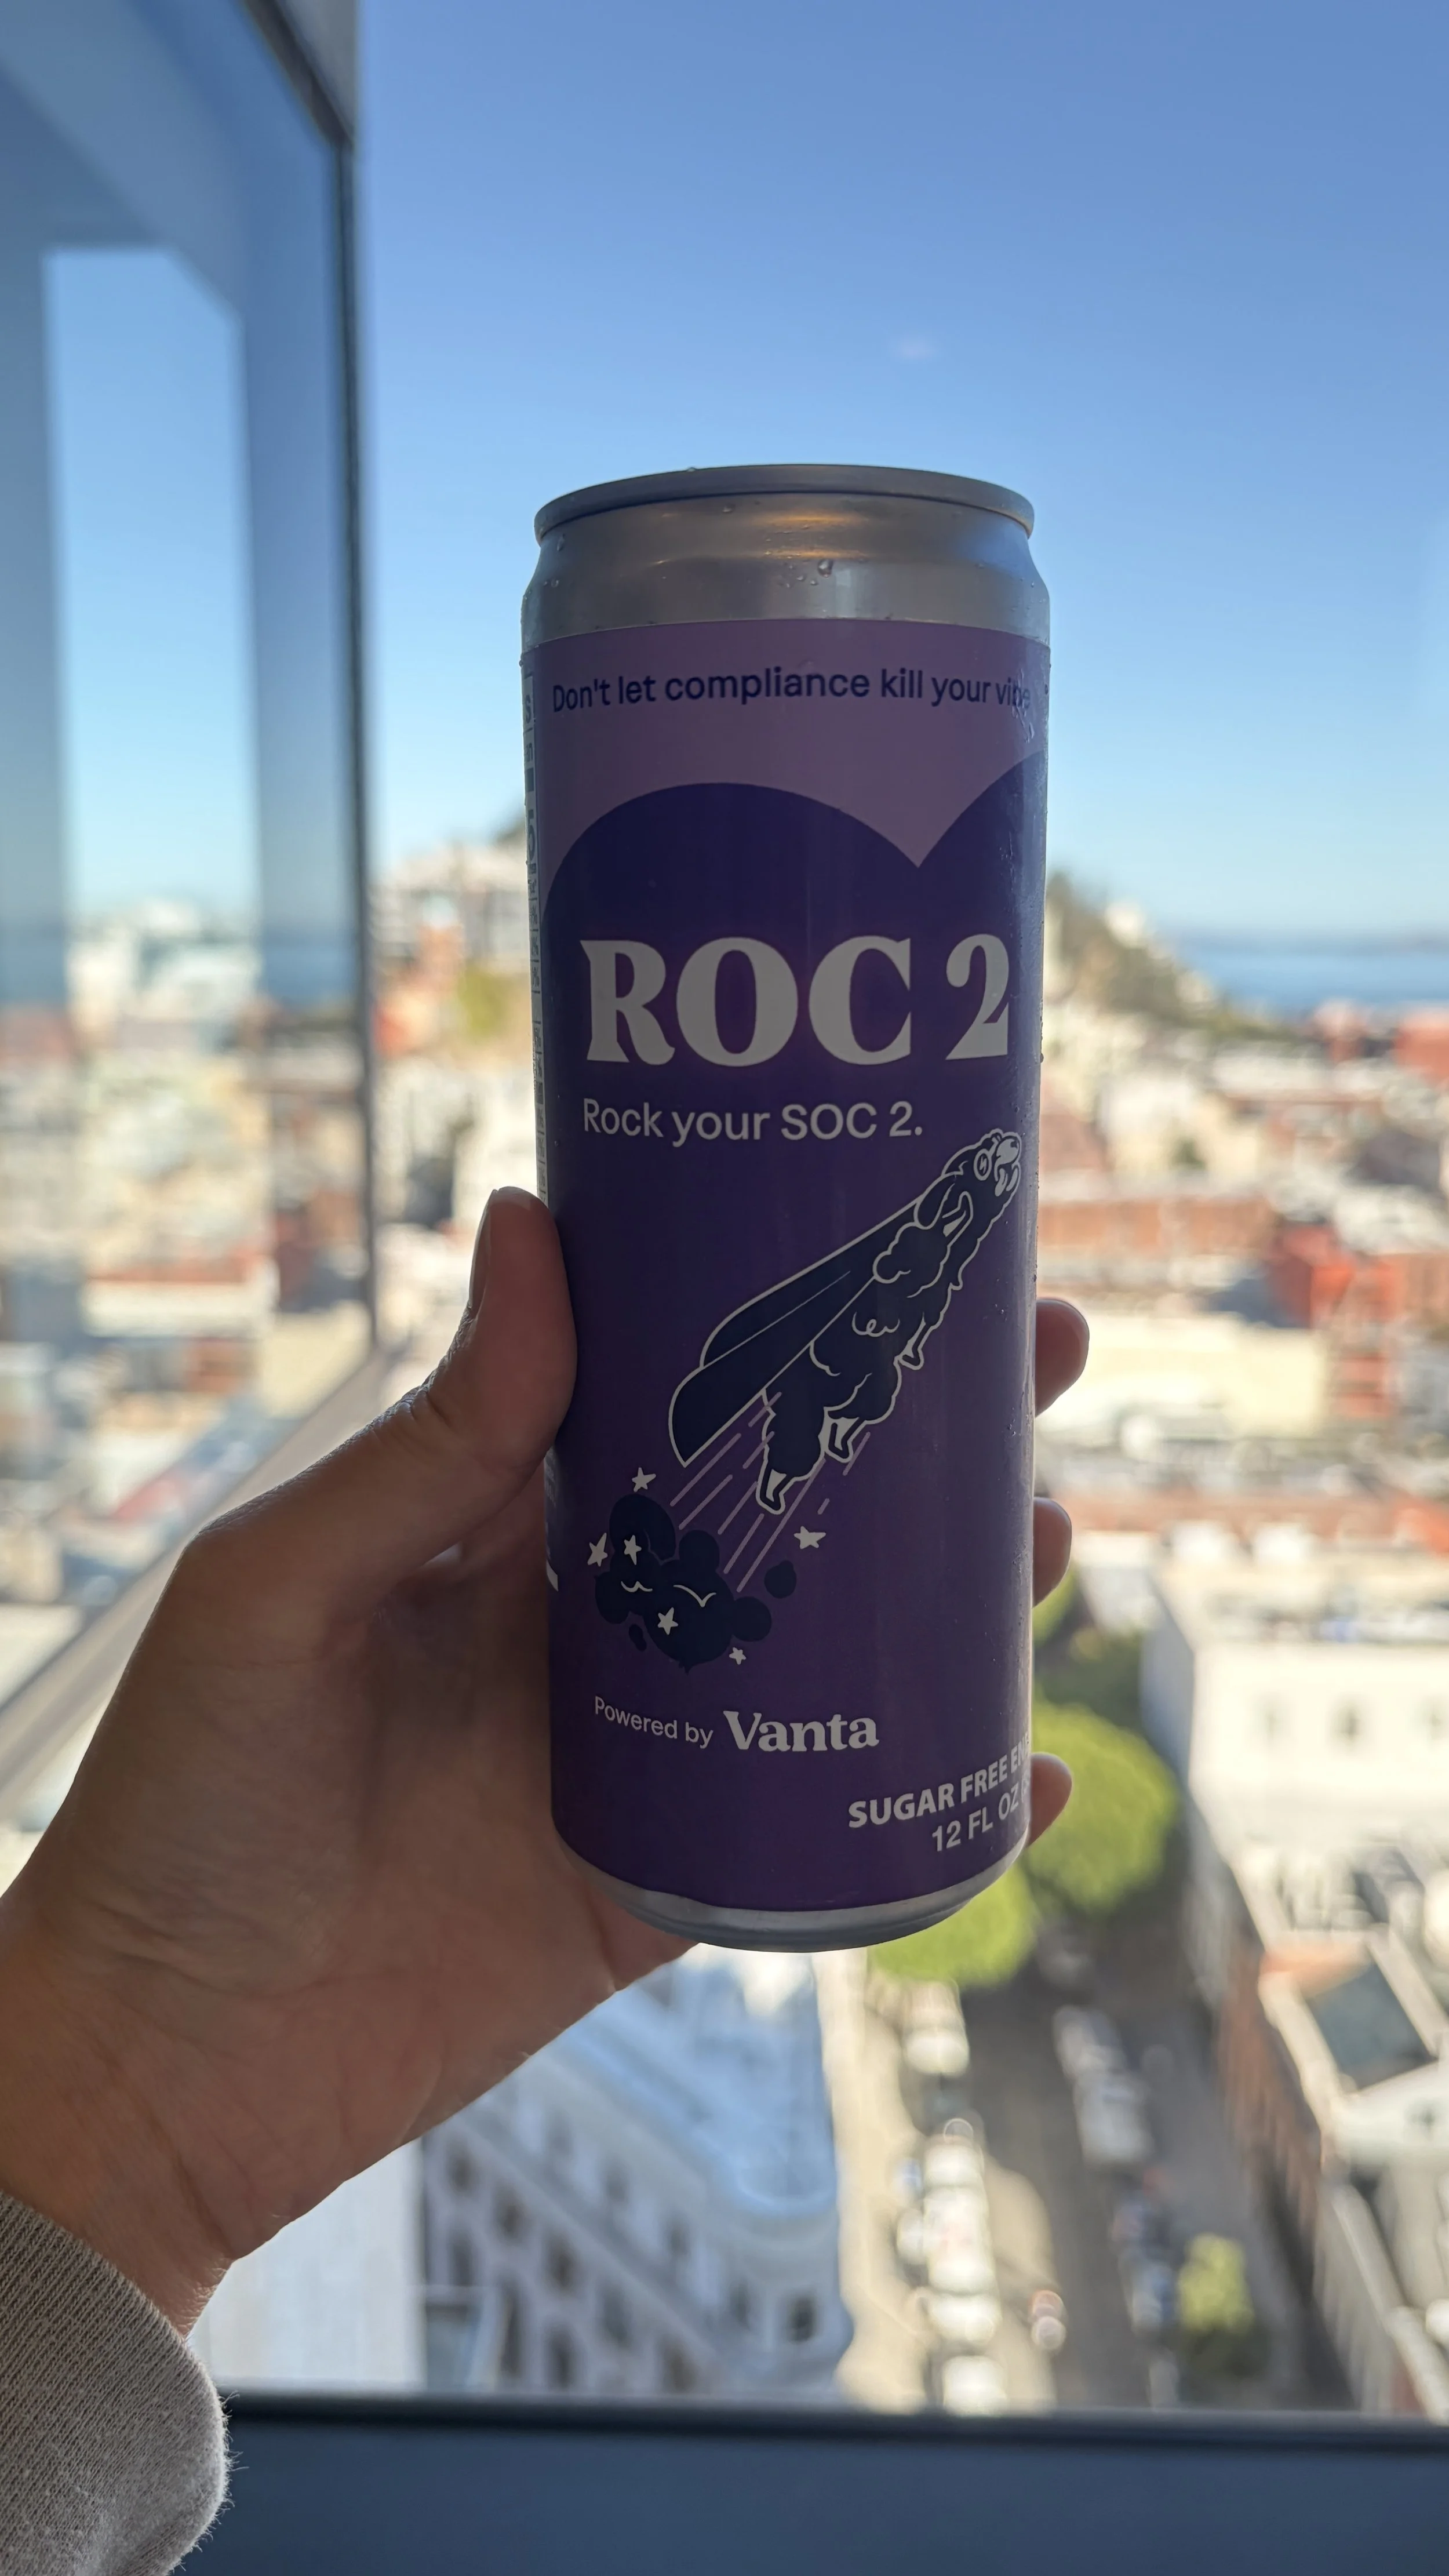 Don't let compliance kill your vibe
ROC 2
Rock your SOC 2.
Powered by Vanta
SUGAR FREE
12 FL OZ